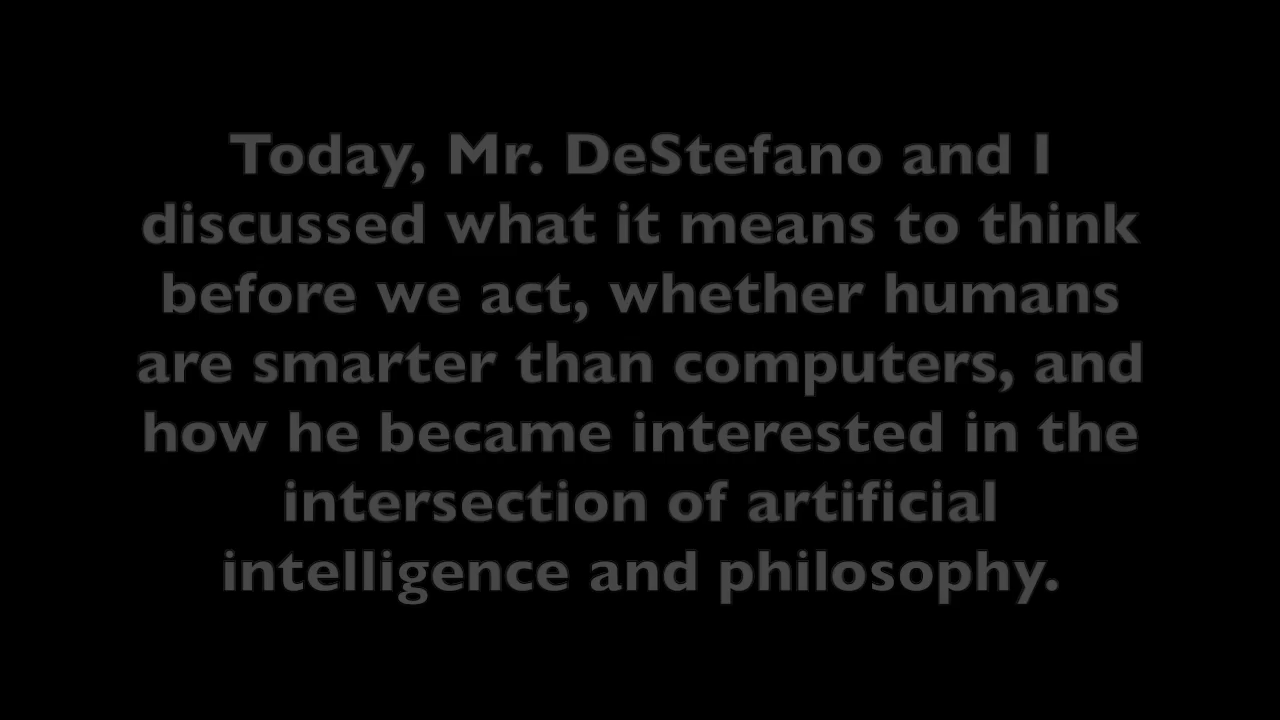 Today, Mr. DeStefano and I
discussed what it means to think
before we act, whether humans
are smarter than computers, and
how he became interested in the
intersection of artificial
intelligence and philosophy.